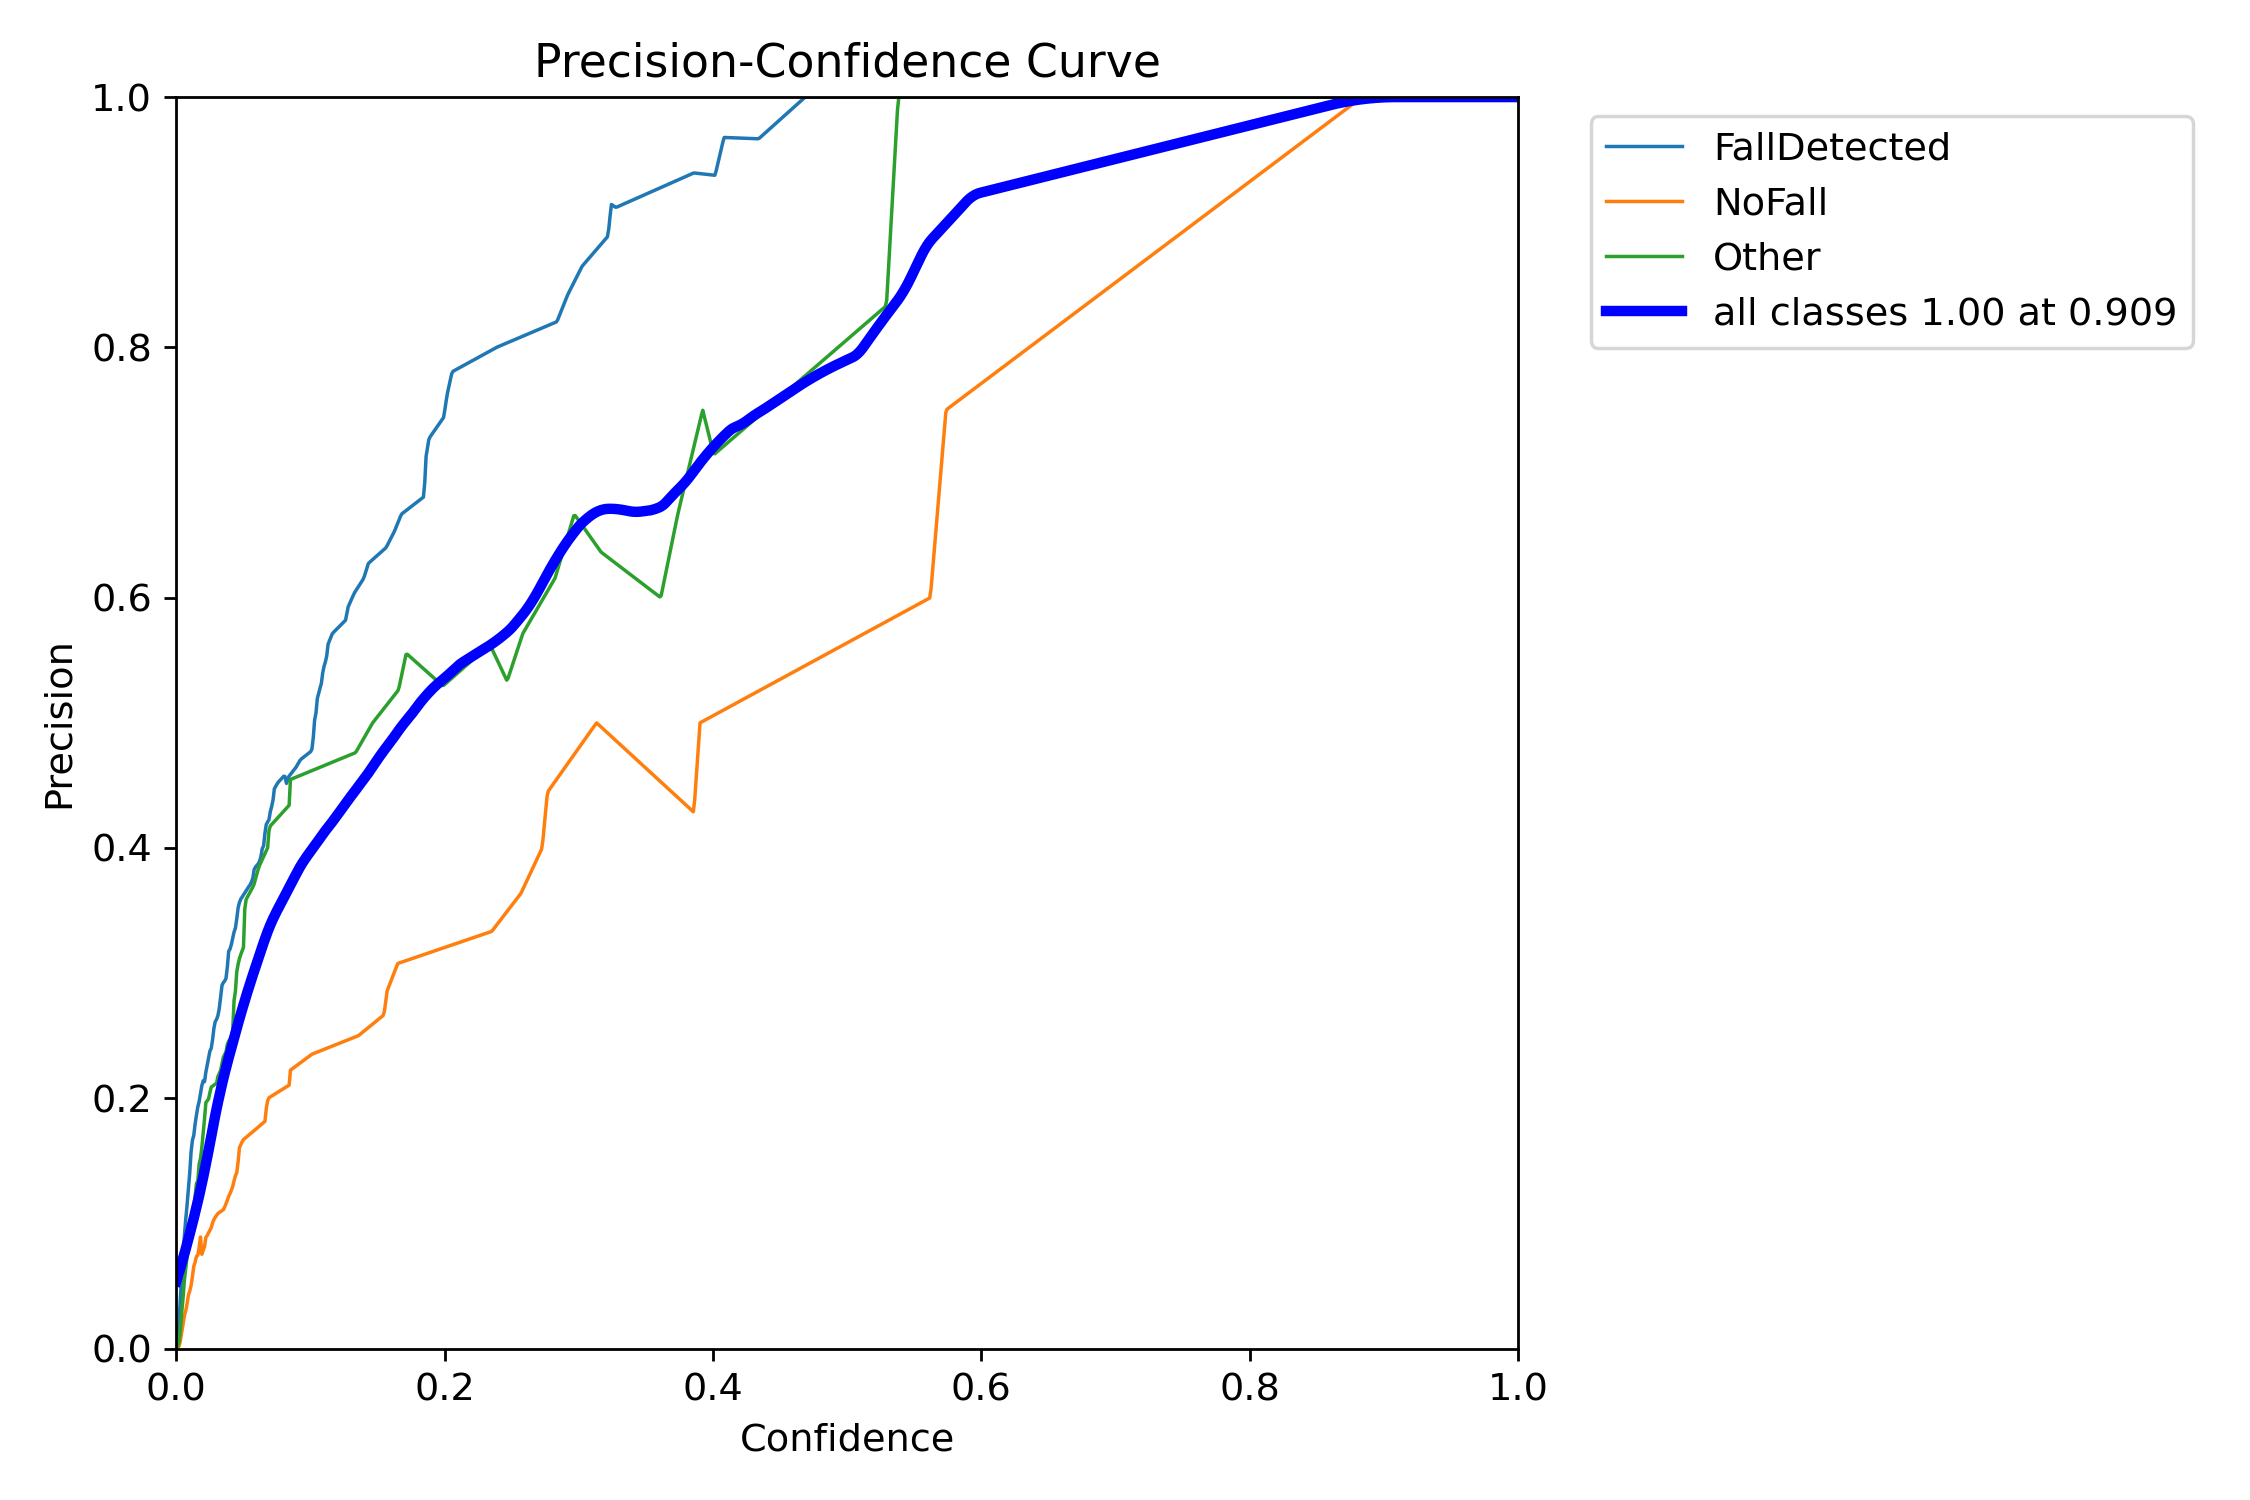 Precision-Confidence Curve
1.0
0.8
0.6
0.4
0.2
0.0
Precision
0.0 0.2 0.4 0.6 0.8 1.0
Confidence
FallDetected
NoFall
Other
all classes 1.00 at 0.909